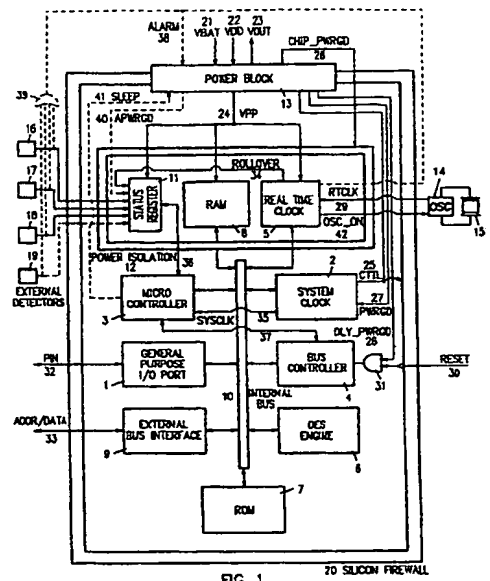 21 22 23
VBAT VDD VOUT
ALARM
38
CHIP_PWRGD
28
POWER BLOCK
13
41 SLEEP
39
40 APWRGD
24 VPP
16
11
ROLLOVER
34
STATUS
REGISTER
RAM
8
REAL TIME
CLOCK
5
RTCLK
29
OSC_ON
42
14
OSC
15
17
18
19
EXTERNAL
DETECTORS
POWER ISOLATION
12
36
2
25
CTTL
MICRO
CONTROLLER
3
SYSTEM
CLOCK
27
PWRGD
35
SYSCLK
37
DLY_PWRGD
26
PIN
32
GENERAL
PURPOSE
I/O PORT
1
BUS
CONTROLLER
4
31
RESET
30
10
INTERNAL
BUS
ADDR/DATA
33
EXTERNAL
BUS INTERFACE
9
DES
ENGINE
6
7
ROM
20 SILICON FIREWALL
FIG. 1